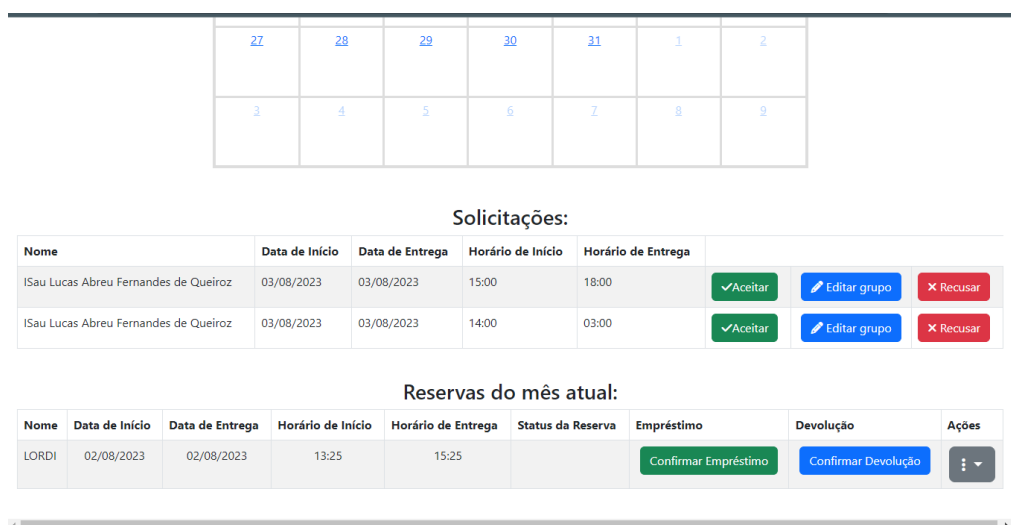 27 28 29 30 31 1 2
3 4 5 6 7 8 9
Solicitações:
Nome Data de Início Data de Entrega Horário de Início Horário de Entrega
ISau Lucas Abreu Fernandes de Queiroz 03/08/2023 03/08/2023 15:00 18:00 Aceitar Editar grupo Recusar
ISau Lucas Abreu Fernandes de Queiroz 03/08/2023 03/08/2023 14:00 03:00 Aceitar Editar grupo Recusar
Reservas do mês atual:
Nome Data de Início Data de Entrega Horário de Início Horário de Entrega Status da Reserva Empréstimo Devolução Ações
LORDI 02/08/2023 02/08/2023 13:25 15:25 Confirmar Empréstimo Confirmar Devolução